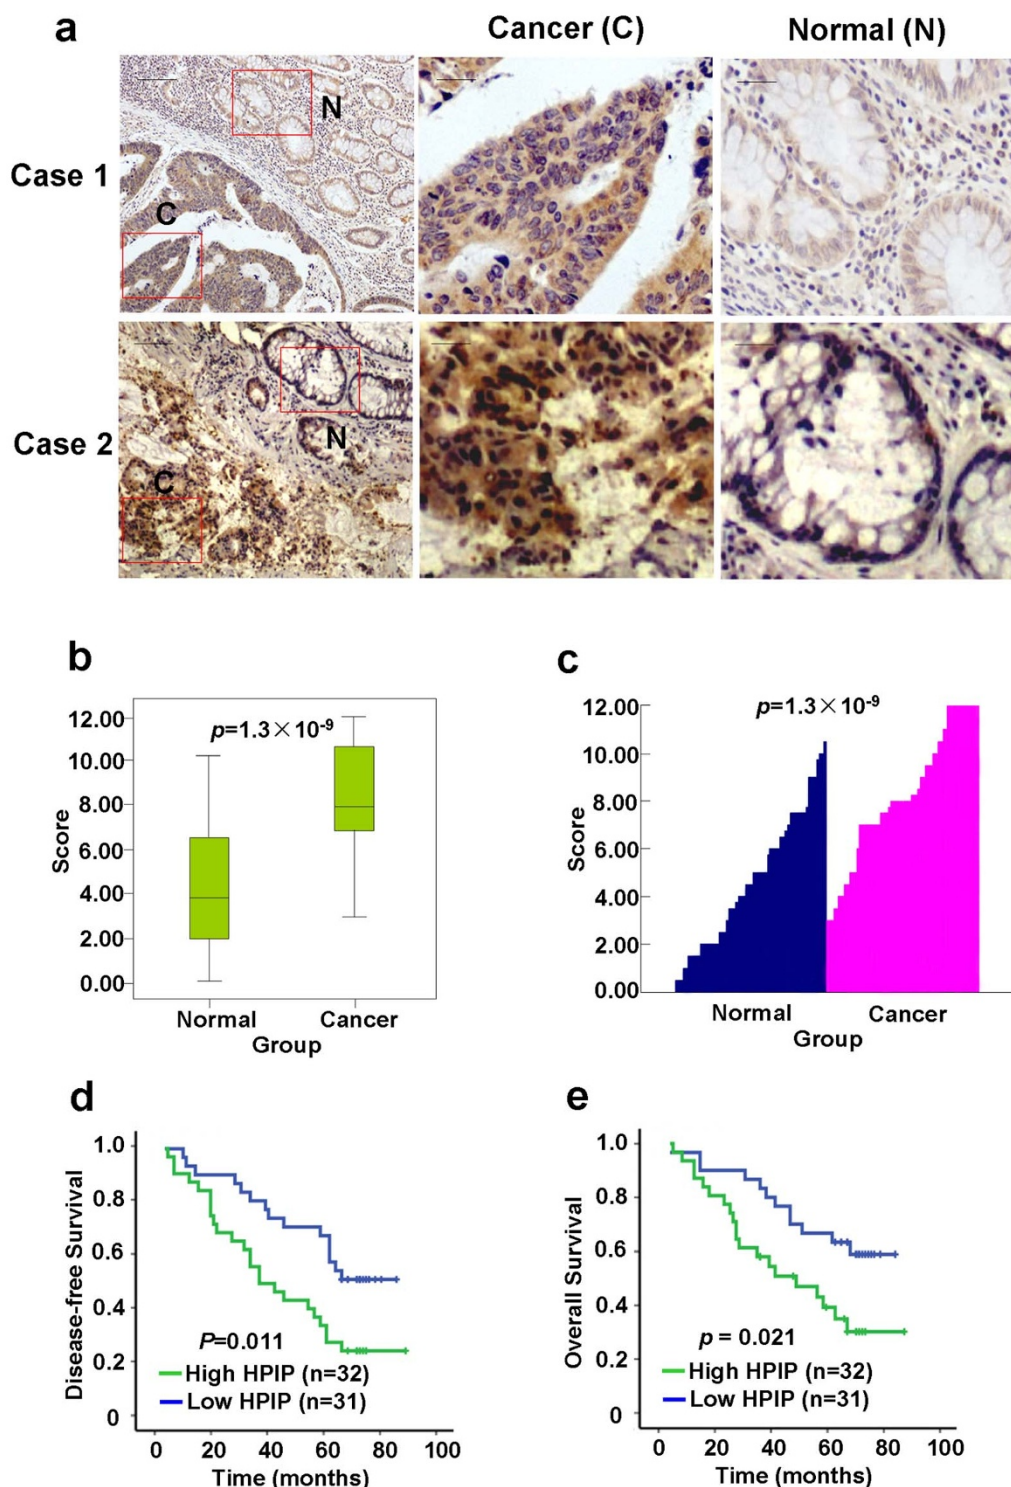 a
Cancer (C)
Normal (N)
Case 1
N
C
Case 2
N
C
b
Score
12.00
10.00
8.00
6.00
4.00
2.00
0.00
p=1.3×10-9
Normal
Cancer
Group
c
Score
12.00
10.00
8.00
6.00
4.00
2.00
0.00
p=1.3×10-9
Normal
Cancer
Group
d
Disease-free Survival
1.0
0.8
0.6
0.4
0.2
0
P=0.011
High HPIP (n=32)
Low HPIP (n=31)
0 20 40 60 80 100
Time (months)
e
Overall Survival
1.0
0.8
0.6
0.4
0.2
0
p = 0.021
High HPIP (n=32)
Low HPIP (n=31)
0 20 40 60 80 100
Time (months)